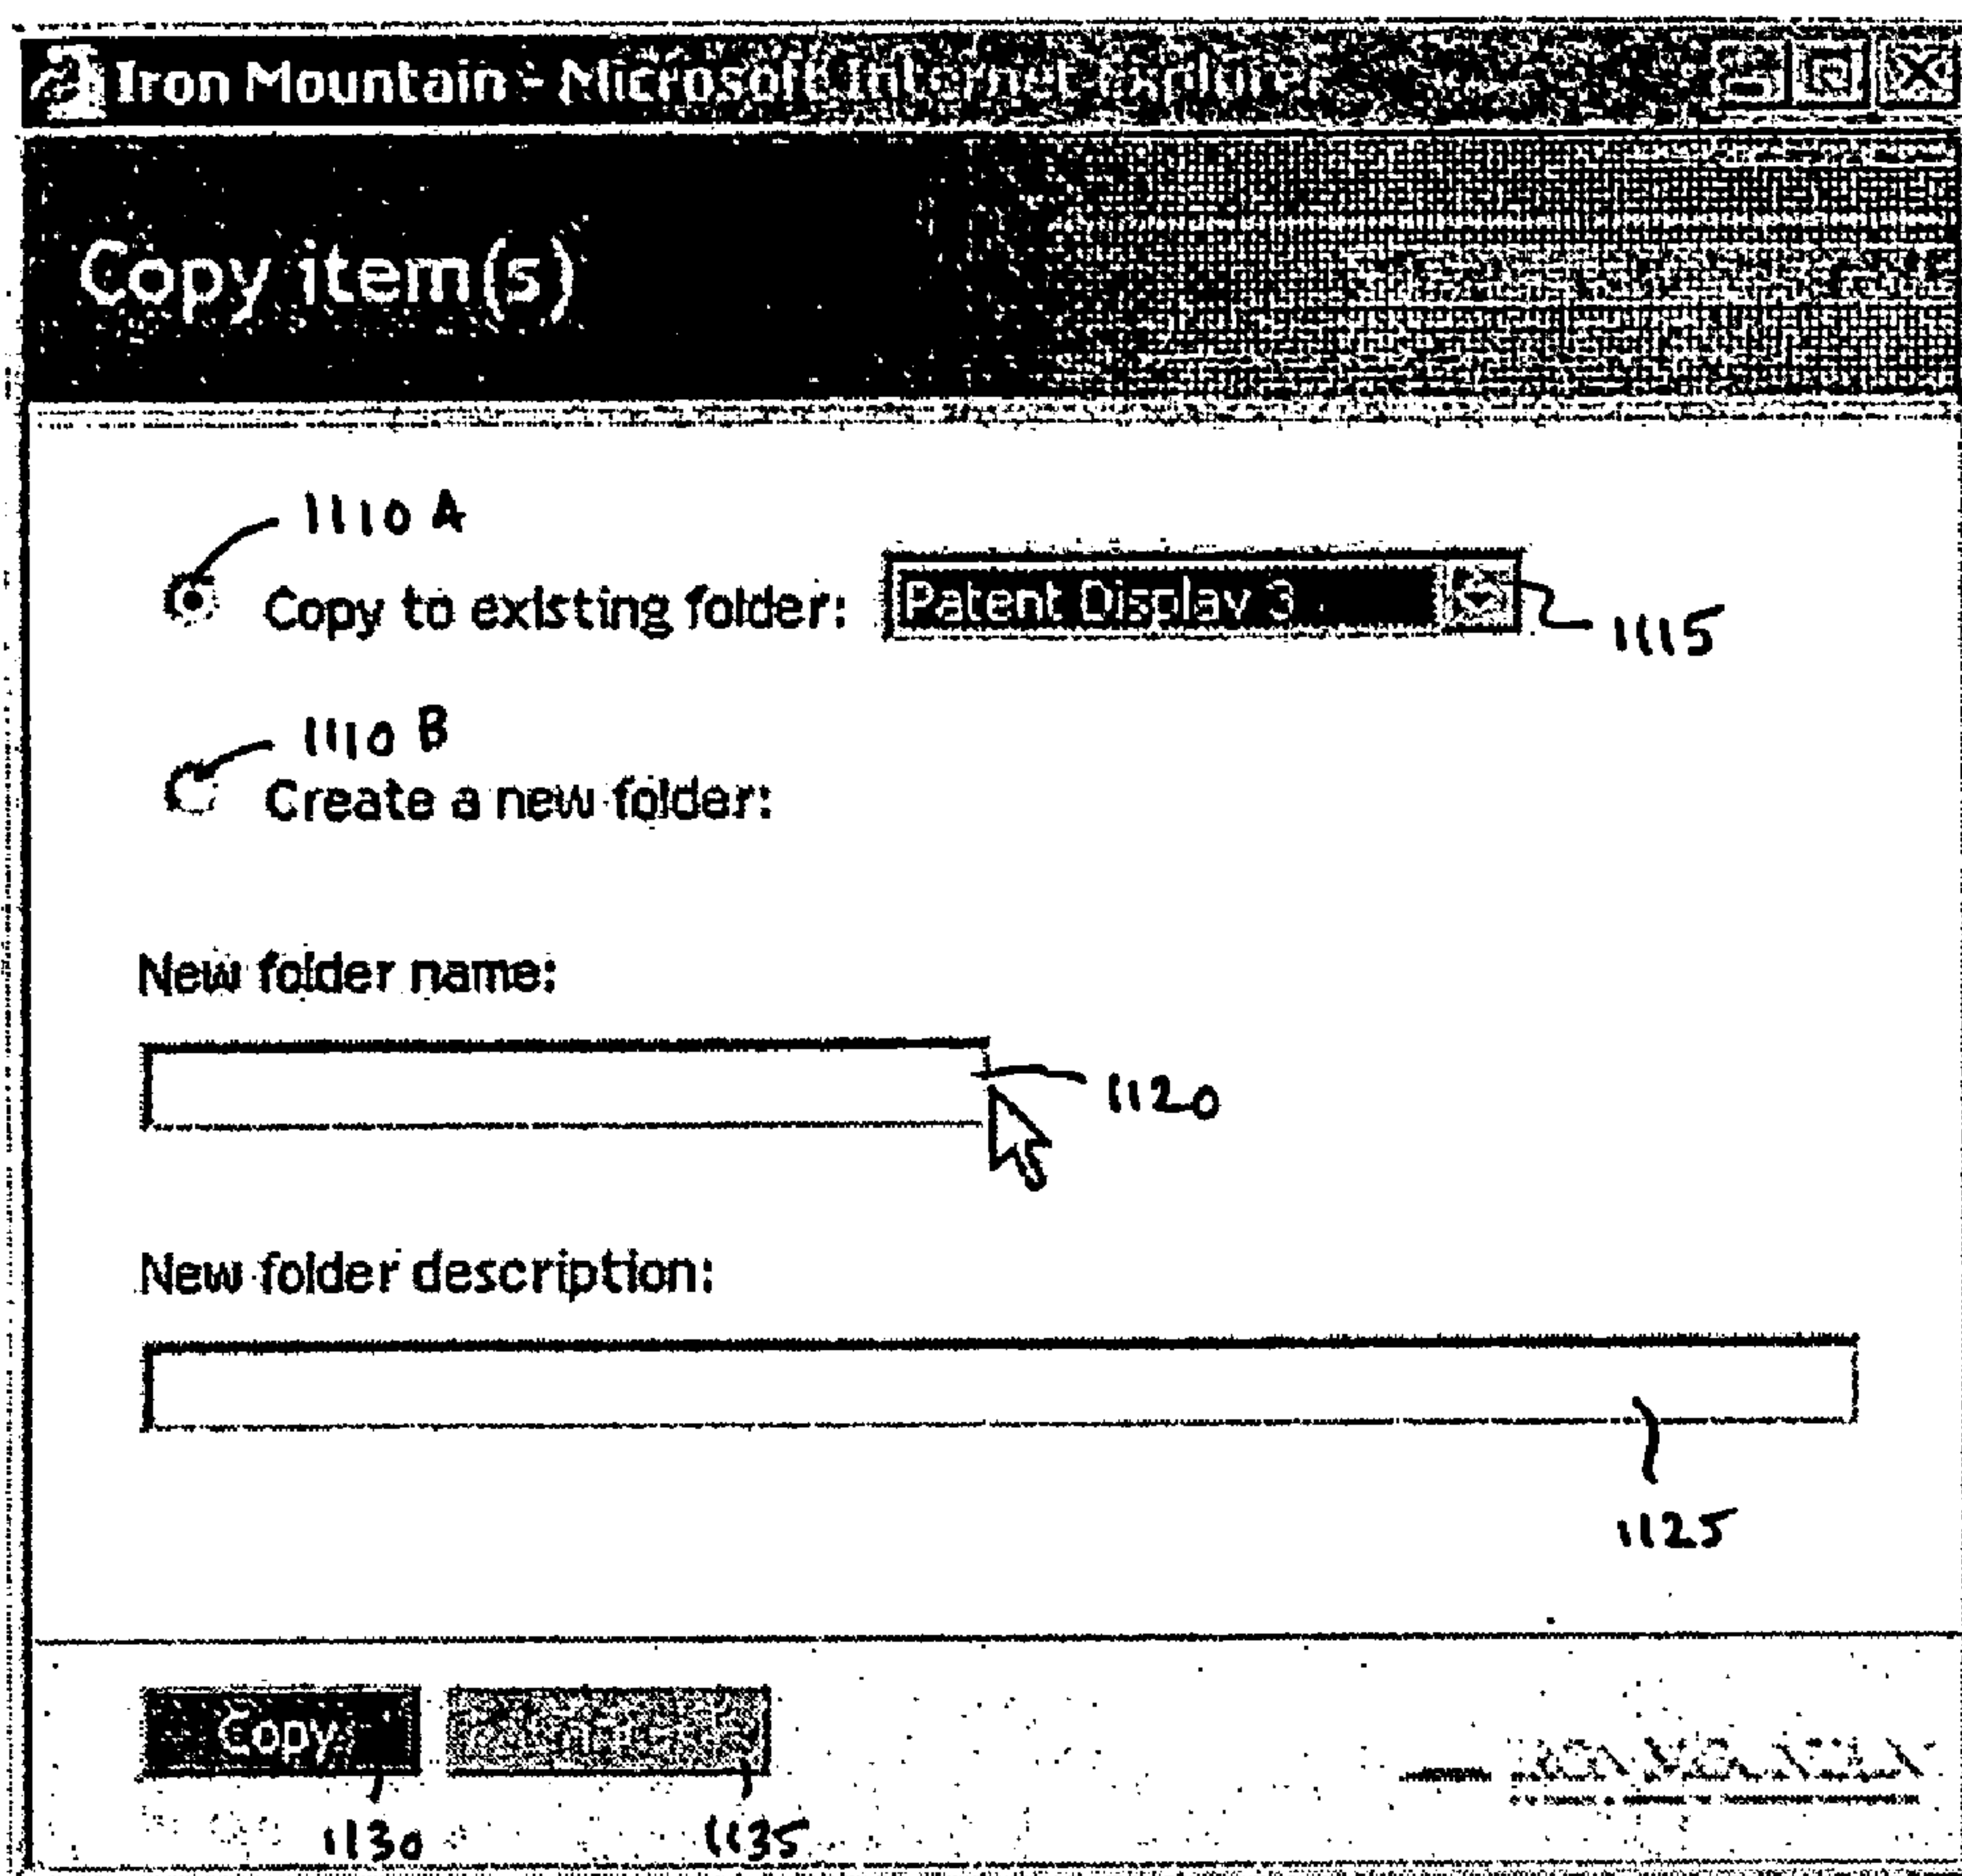 Iron Mountain - Microsoft Internet Explorer
Copy item(s)
1110 A
Copy to existing folder: Patent Display 3
1115
1110 B
Create a new folder:
New folder name:
1120
New folder description:
1125
Copy
1130 1135